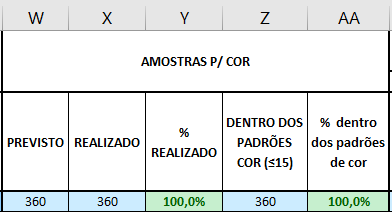 W X Y Z AA
AMOSTRAS P/ COR
PREVISTO REALIZADO % REALIZADO DENTRO DOS PADRÕES COR (≤15) % dentro dos padrões de cor
360 360 100,0% 360 100,0%